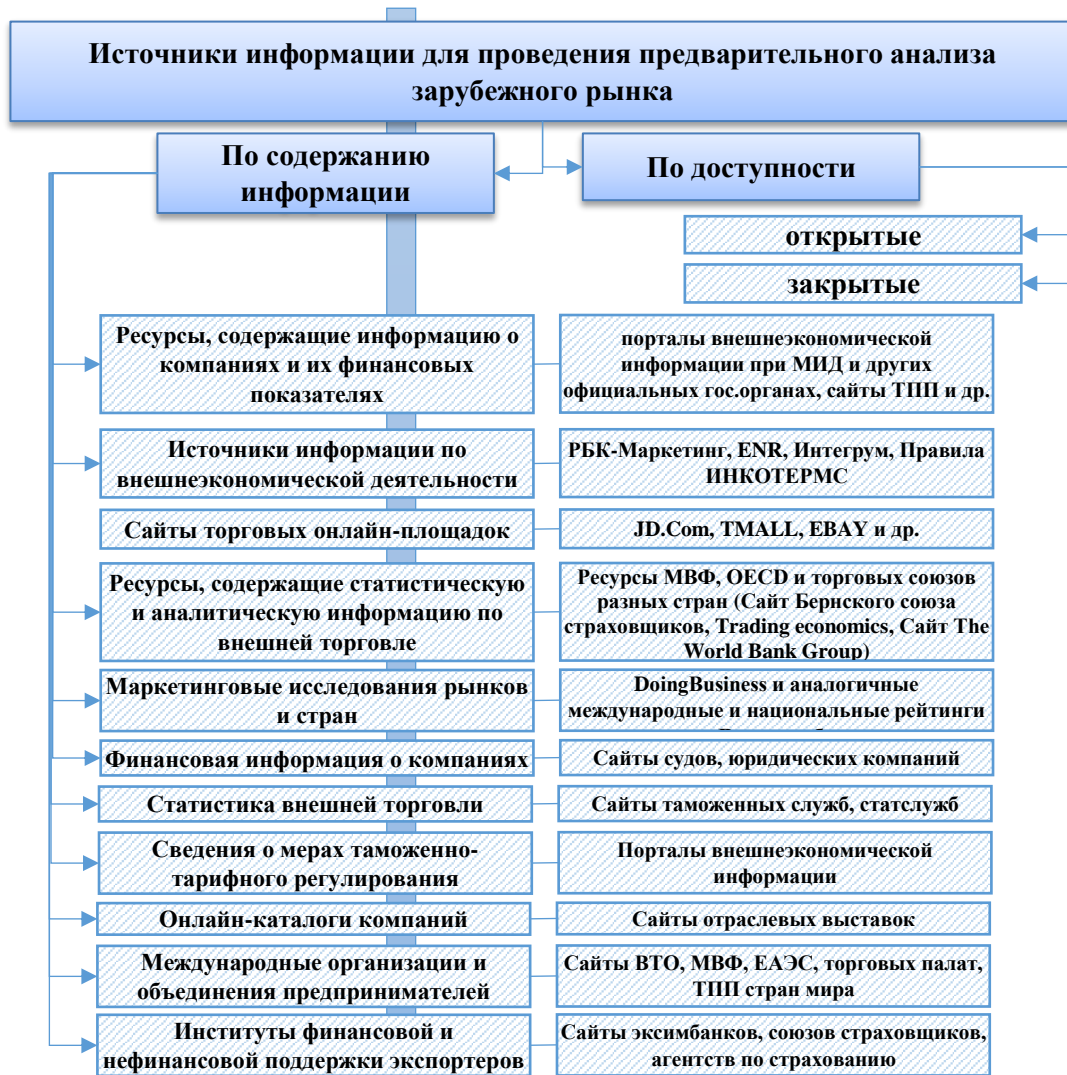 Источники информации для проведения предварительного анализа
зарубежного рынка
По содержанию
информации
По доступности
открытые
закрытые
Ресурсы, содержащие информацию о
компаниях и их финансовых
показателях
порталы внешнеэкономической
информации при МИД и других
официальных гос.органах, сайты ТПП и др.
Источники информации по
внешнеэкономической деятельности
РБК-Маркетинг, ENR, Интегрум, Правила
ИНКОТЕРМС
Сайты торговых онлайн-площадок
JD.Com, TMALL, EBAY и др.
Ресурсы, содержащие статистическую
и аналитическую информацию по
внешней торговле
Ресурсы МВФ, OECD и торговых союзов
разных стран (Сайт Бернского союза
страховщиков, Trading economics, Сайт The
World Bank Group)
Маркетинговые исследования рынков
и стран
DoingBusiness и аналогичные
международные и национальные рейтинги
Финансовая информация о компаниях
Сайты судов, юридических компаний
Статистика внешней торговли
Сайты таможенных служб, статслужб
Сведения о мерах таможенно-
тарифного регулирования
Порталы внешнеэкономической
информации
Онлайн-каталоги компаний
Сайты отраслевых выставок
Международные организации и
объединения предпринимателей
Сайты ВТО, МВФ, ЕАЭС, торговых палат,
ТПП стран мира
Институты финансовой и
нефинансовой поддержки экспортеров
Сайты эксимбанков, союзов страховщиков,
агентств по страхованию